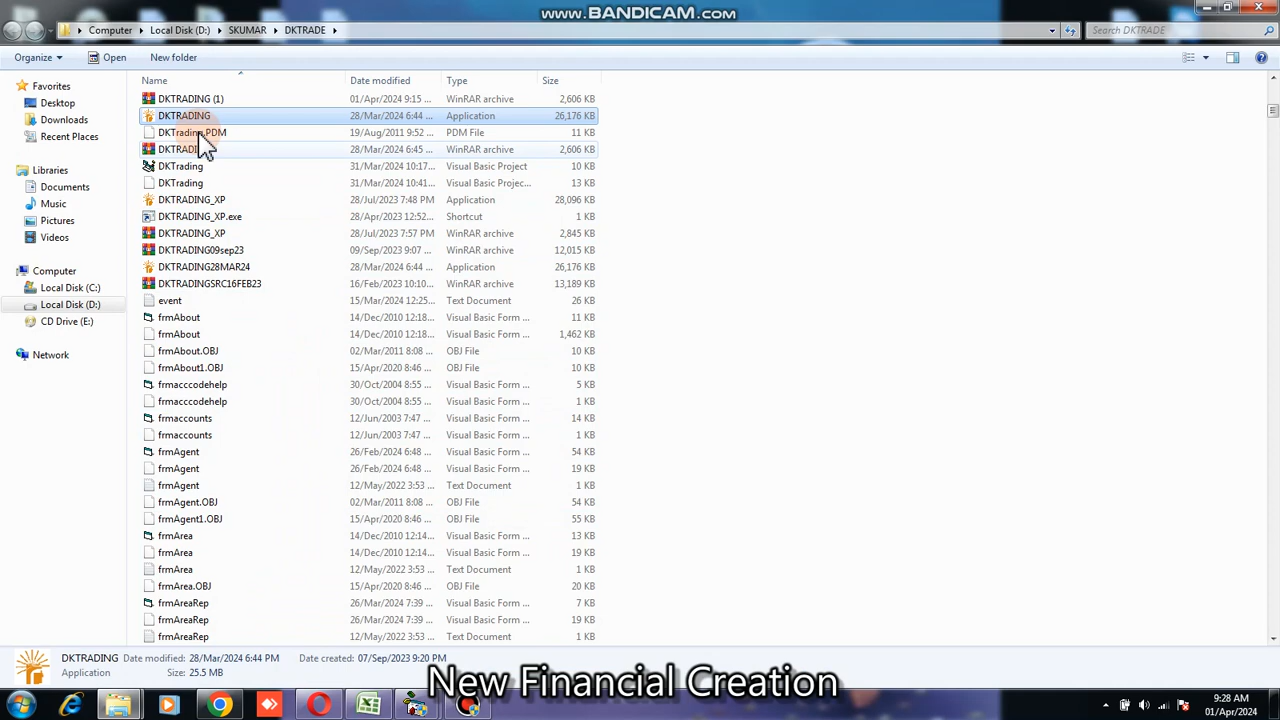 www.BANDICAM.com
Computer Local Disk (D:) SKUMAR DKTRADE Search DKTRADE
Organize Open New folder
Name Date modified Type Size
Favorites
Desktop
Downloads
Recent Places
Libraries
Documents
Music
Pictures
Videos
Computer
Local Disk (C:)
Local Disk (D:)
CD Drive (E:)
Network
DKTRADING (1) 01/Apr/2024 9:15 ... WinRAR archive 2,606 KB
DKTRADING 28/Mar/2024 6:44 ... Application 26,176 KB
DKTrading.PDM 19/Aug/2011 9:52 ... PDM File 11 KB
28/Mar/2024 6:45 ... WinRAR archive 2,606 KB
DKTrading 31/Mar/2024 10:17... Visual Basic Project 13 KB
DKTrading 31/Mar/2024 10:41... Visual Basic Projec... 13 KB
DKTRADING_XP 28/Jul/2023 7:48 PM Application 28,096 KB
DKTRADING_XP.exe 28/Apr/2023 12:52... Shortcut 1 KB
DKTRADING_XP 28/Jul/2023 7:57 PM WinRAR archive 2,845 KB
DKTRADING09sep23 09/Sep/2023 9:07 ... WinRAR archive 12,015 KB
DKTRADING28MAR24 28/Mar/2024 6:44 ... Application 26,176 KB
DKTRADINGSRC16FEB23 16/Feb/2023 10:10... WinRAR archive 13,189 KB
event 15/Mar/2024 12:25... Text Document 26 KB
frmAbout 14/Dec/2010 12:18... Visual Basic Form ... 11 KB
frmAbout 14/Dec/2010 12:18... Visual Basic Form ... 1,462 KB
frmAbout.OBJ 02/Mar/2011 8:08 ... OBJ File 10 KB
frmAbout1.OBJ 15/Apr/2020 8:46 ... OBJ File 10 KB
frmacccodehelp 30/Oct/2004 8:55 ... Visual Basic Form ... 5 KB
frmacccodehelp 30/Oct/2004 8:55 ... Visual Basic Form ... 1 KB
frmaccounts 12/Jun/2003 7:47 ... Visual Basic Form ... 14 KB
frmaccounts 12/Jun/2003 7:47 ... Visual Basic Form ... 1 KB
frmAgent 26/Feb/2024 6:48 ... Visual Basic Form ... 54 KB
frmAgent 26/Feb/2024 6:48 ... Visual Basic Form ... 19 KB
frmAgent 12/May/2022 3:53 ... Text Document 1 KB
frmAgent.OBJ 02/Mar/2011 8:08 ... OBJ File 54 KB
frmAgent1.OBJ 15/Apr/2020 8:46 ... OBJ File 55 KB
frmArea 14/Dec/2010 12:14... Visual Basic Form ... 13 KB
frmArea 14/Dec/2010 12:14... Visual Basic Form ... 19 KB
frmArea 12/May/2022 3:53 ... Text Document 1 KB
frmArea.OBJ 15/Apr/2020 8:46 ... OBJ File 20 KB
frmAreaRep 26/Mar/2024 7:39 ... Visual Basic Form ... 7 KB
frmAreaRep 26/Mar/2024 7:39 ... Visual Basic Form ... 19 KB
frmAreaRep 12/May/2022 3:53 ... Text Document 1 KB
DKTRADING Date modified: 28/Mar/2024 6:44 PM Date created: 07/Sep/2023 9:20 PM
Application Size: 25.5 MB
New Financial Creation
9:28 AM
01/Apr/2024